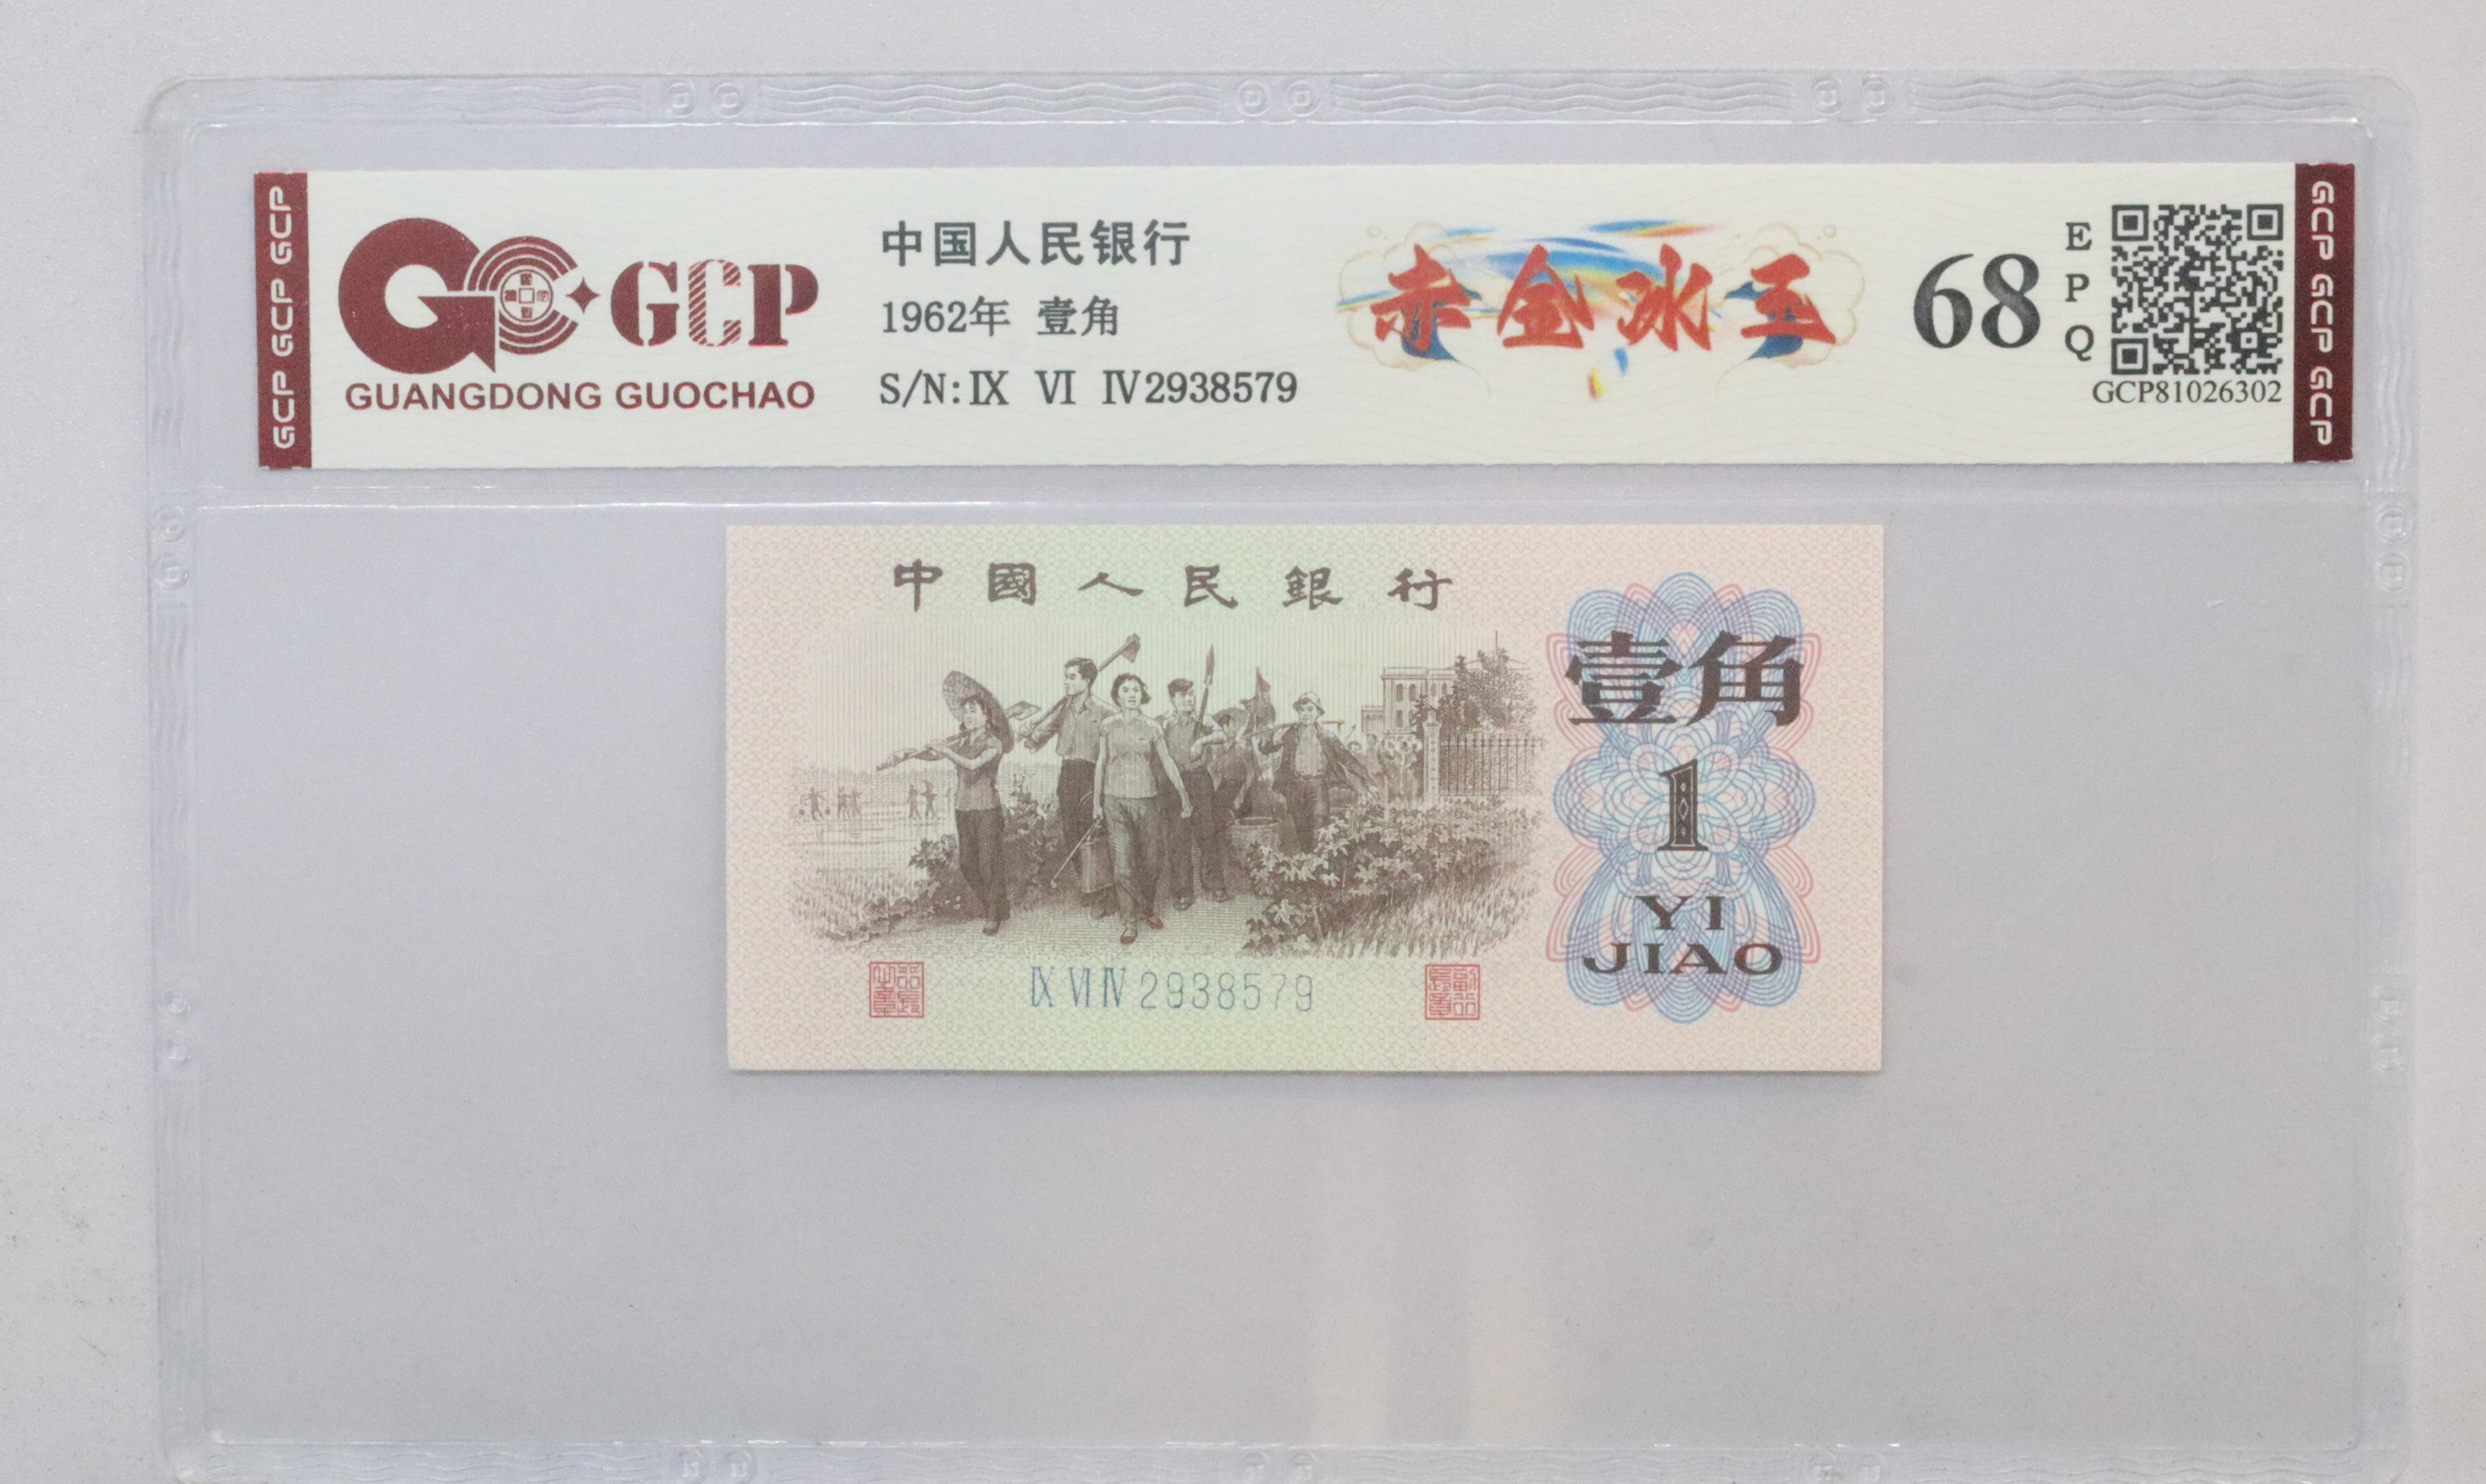 GCP GCP GCP
GCP
GUANGDONG GUOCHAO
中国人民银行
1962年 壹角
S/N:Ⅸ Ⅵ Ⅳ2938579
赤金冰王
68
E
P
Q
GCP81026302
GCP GCP GCP
中國人民銀行
壹角
1
YI
JIAO
Ⅸ Ⅵ Ⅳ 2938579